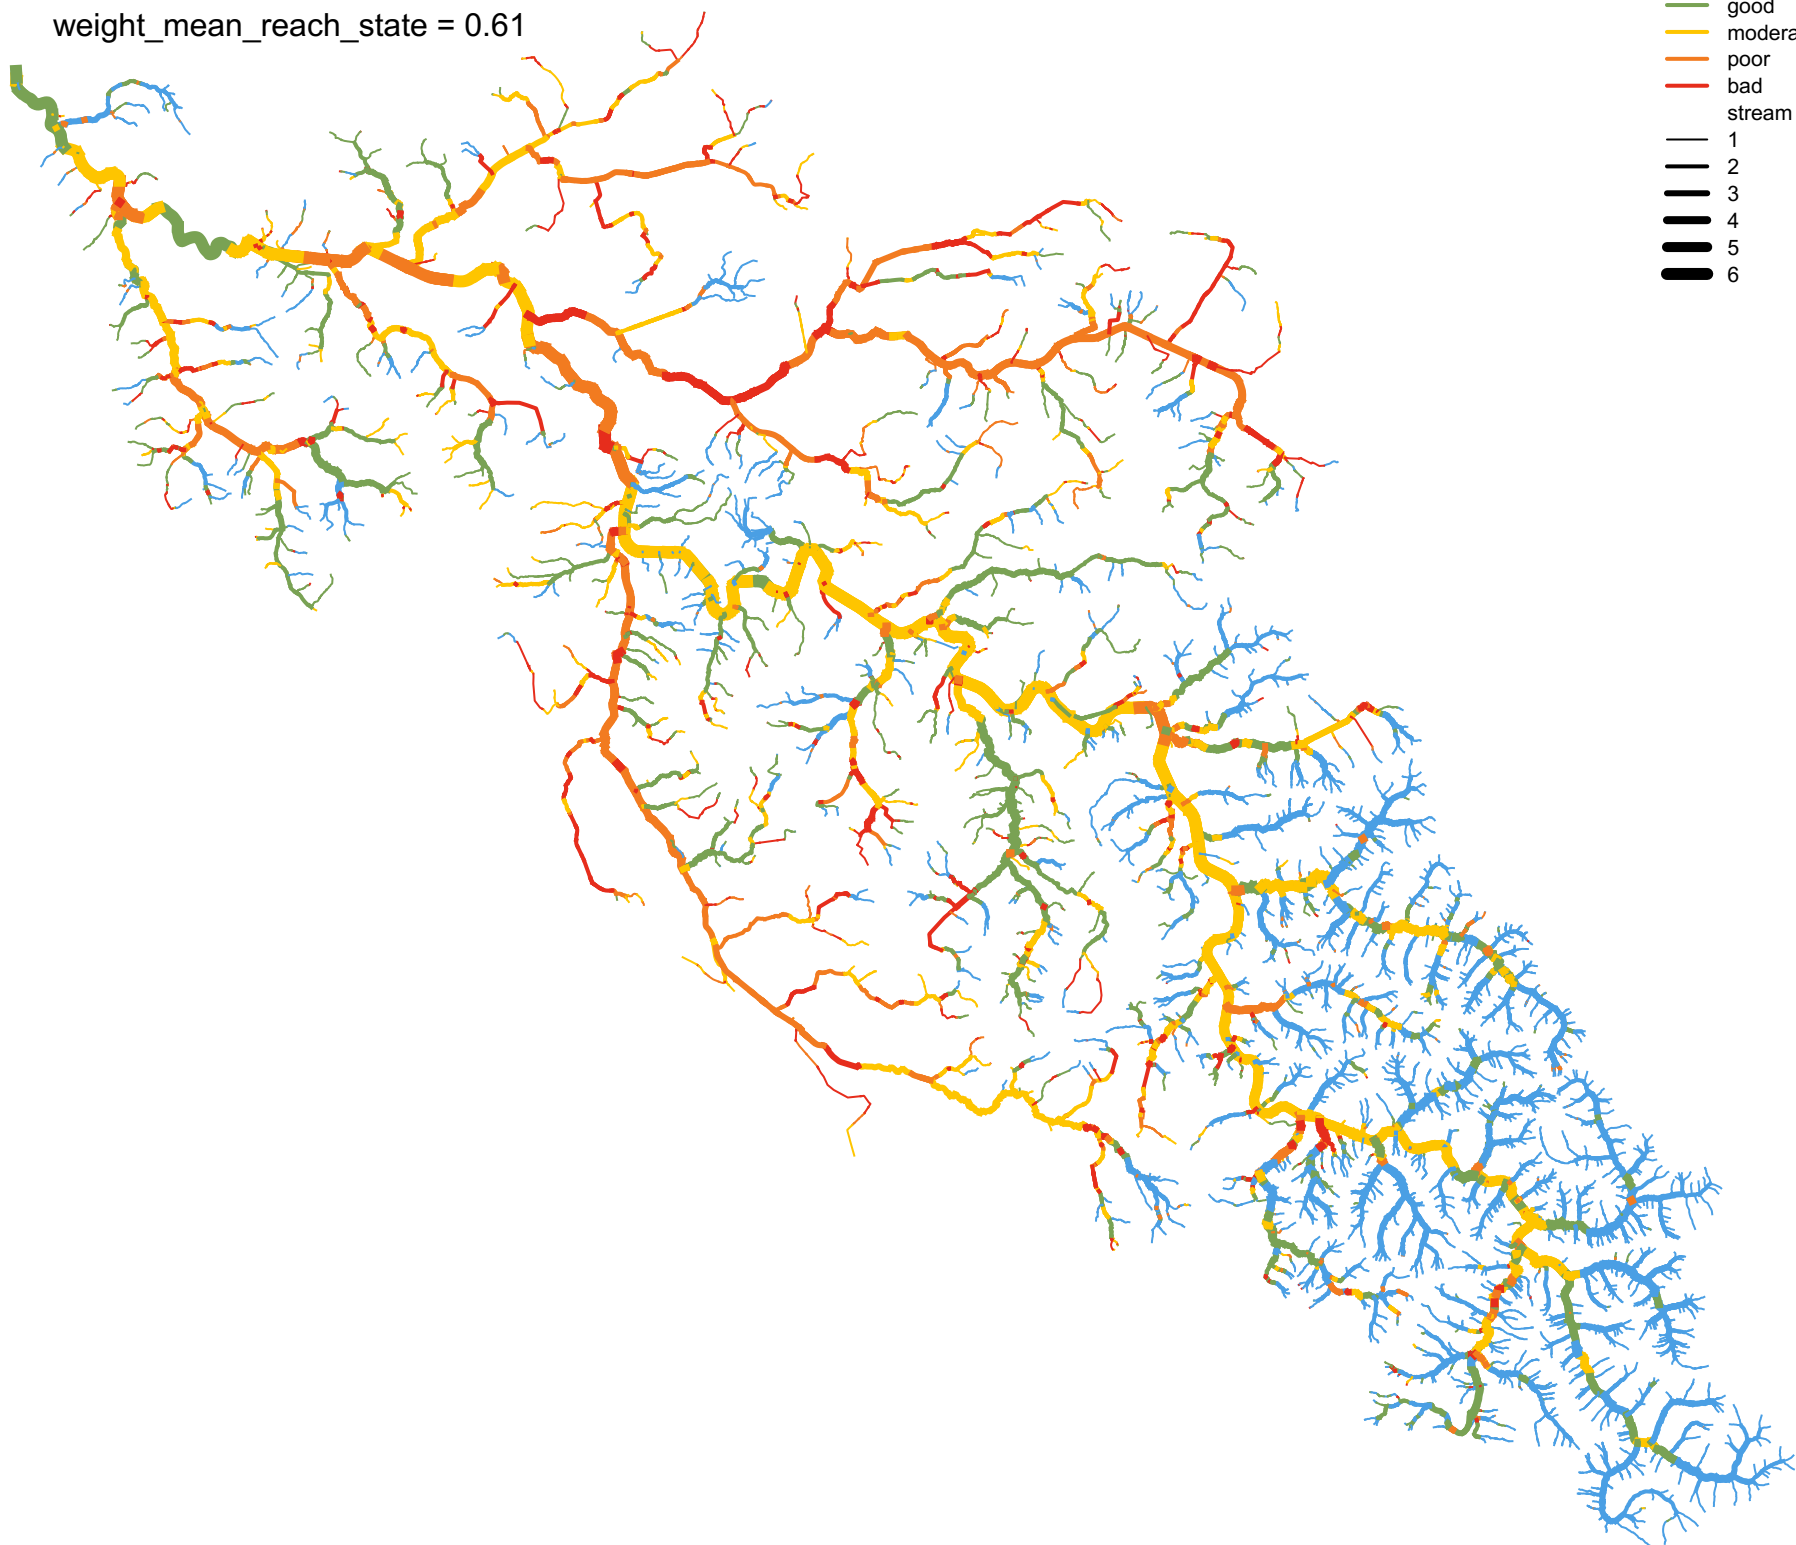 weight_mean_reach_state = 0.61
good
modera
poor
bad
stream
1
2
3
4
5
6